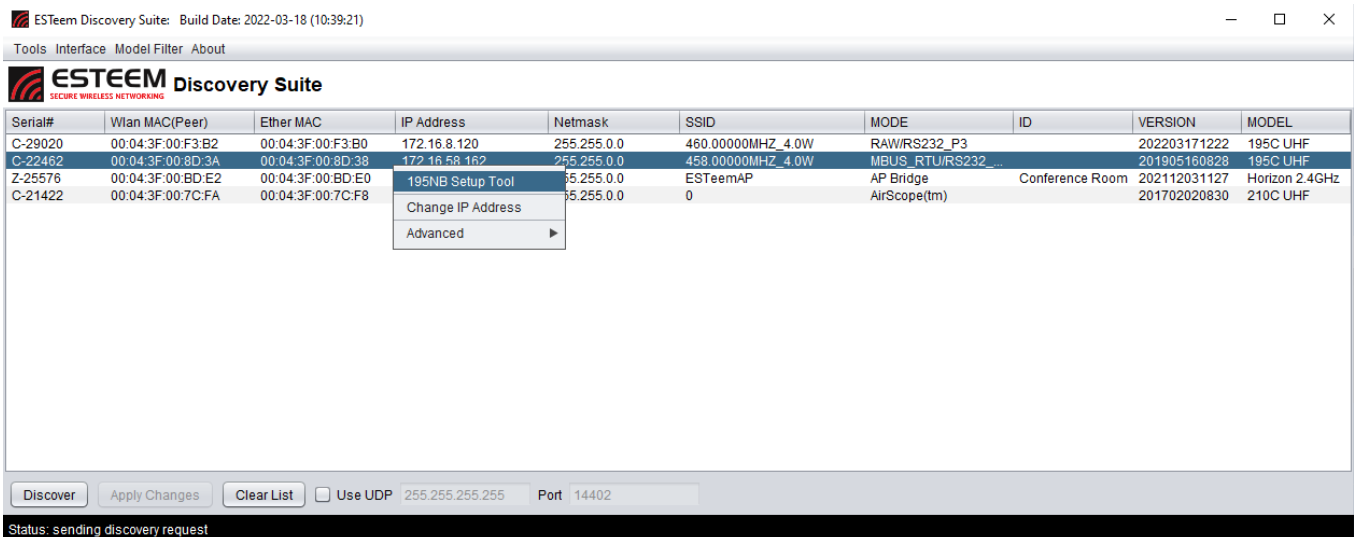 ESTeem Discovery Suite: Build Date: 2022-03-18 (10:39:21)
Tools Interface Model Filter About
ESTEEM Discovery Suite
SECURE WIRELESS NETWORKING
Serial# Wlan MAC(Peer) Ether MAC IP Address Netmask SSID MODE ID VERSION MODEL
C-29020 00:04:3F:00:F3:B2 00:04:3F:00:F3:B0 172.16.8.120 255.255.0.0 460.00000MHZ_4.0W RAW/RS232_P3 202203171222 195C UHF
C-22462 00:04:3F:00:8D:3A 00:04:3F:00:8D:38 172.16.58.162 255.255.0.0 458.00000MHZ_4.0W MBUS_RTU/RS232_... 201905160828 195C UHF
Z-25576 00:04:3F:00:BD:E2 00:04:3F:00:BD:E0 55.255.0.0 ESTeemAP AP Bridge Conference Room 202112031127 Horizon 2.4GHz
C-21422 00:04:3F:00:7C:FA 00:04:3F:00:7C:F8 55.255.0.0 0 AirScope(tm) 201702020830 210C UHF
195NB Setup Tool
Change IP Address
Advanced
Discover Apply Changes Clear List Use UDP 255.255.255.255 Port 14402
Status: sending discovery request